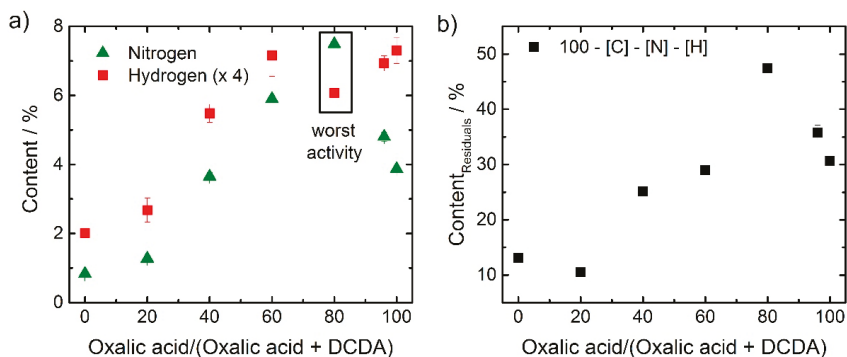 a)
Nitrogen
Hydrogen (x 4)
worst
activity
Content / %
8
6
4
2
0
0 20 40 60 80 100
Oxalic acid/(Oxalic acid + DCDA)
b)
100 - [C] - [N] - [H]
Content Residuals / %
50
40
30
20
10
0 20 40 60 80 100
Oxalic acid/(Oxalic acid + DCDA)